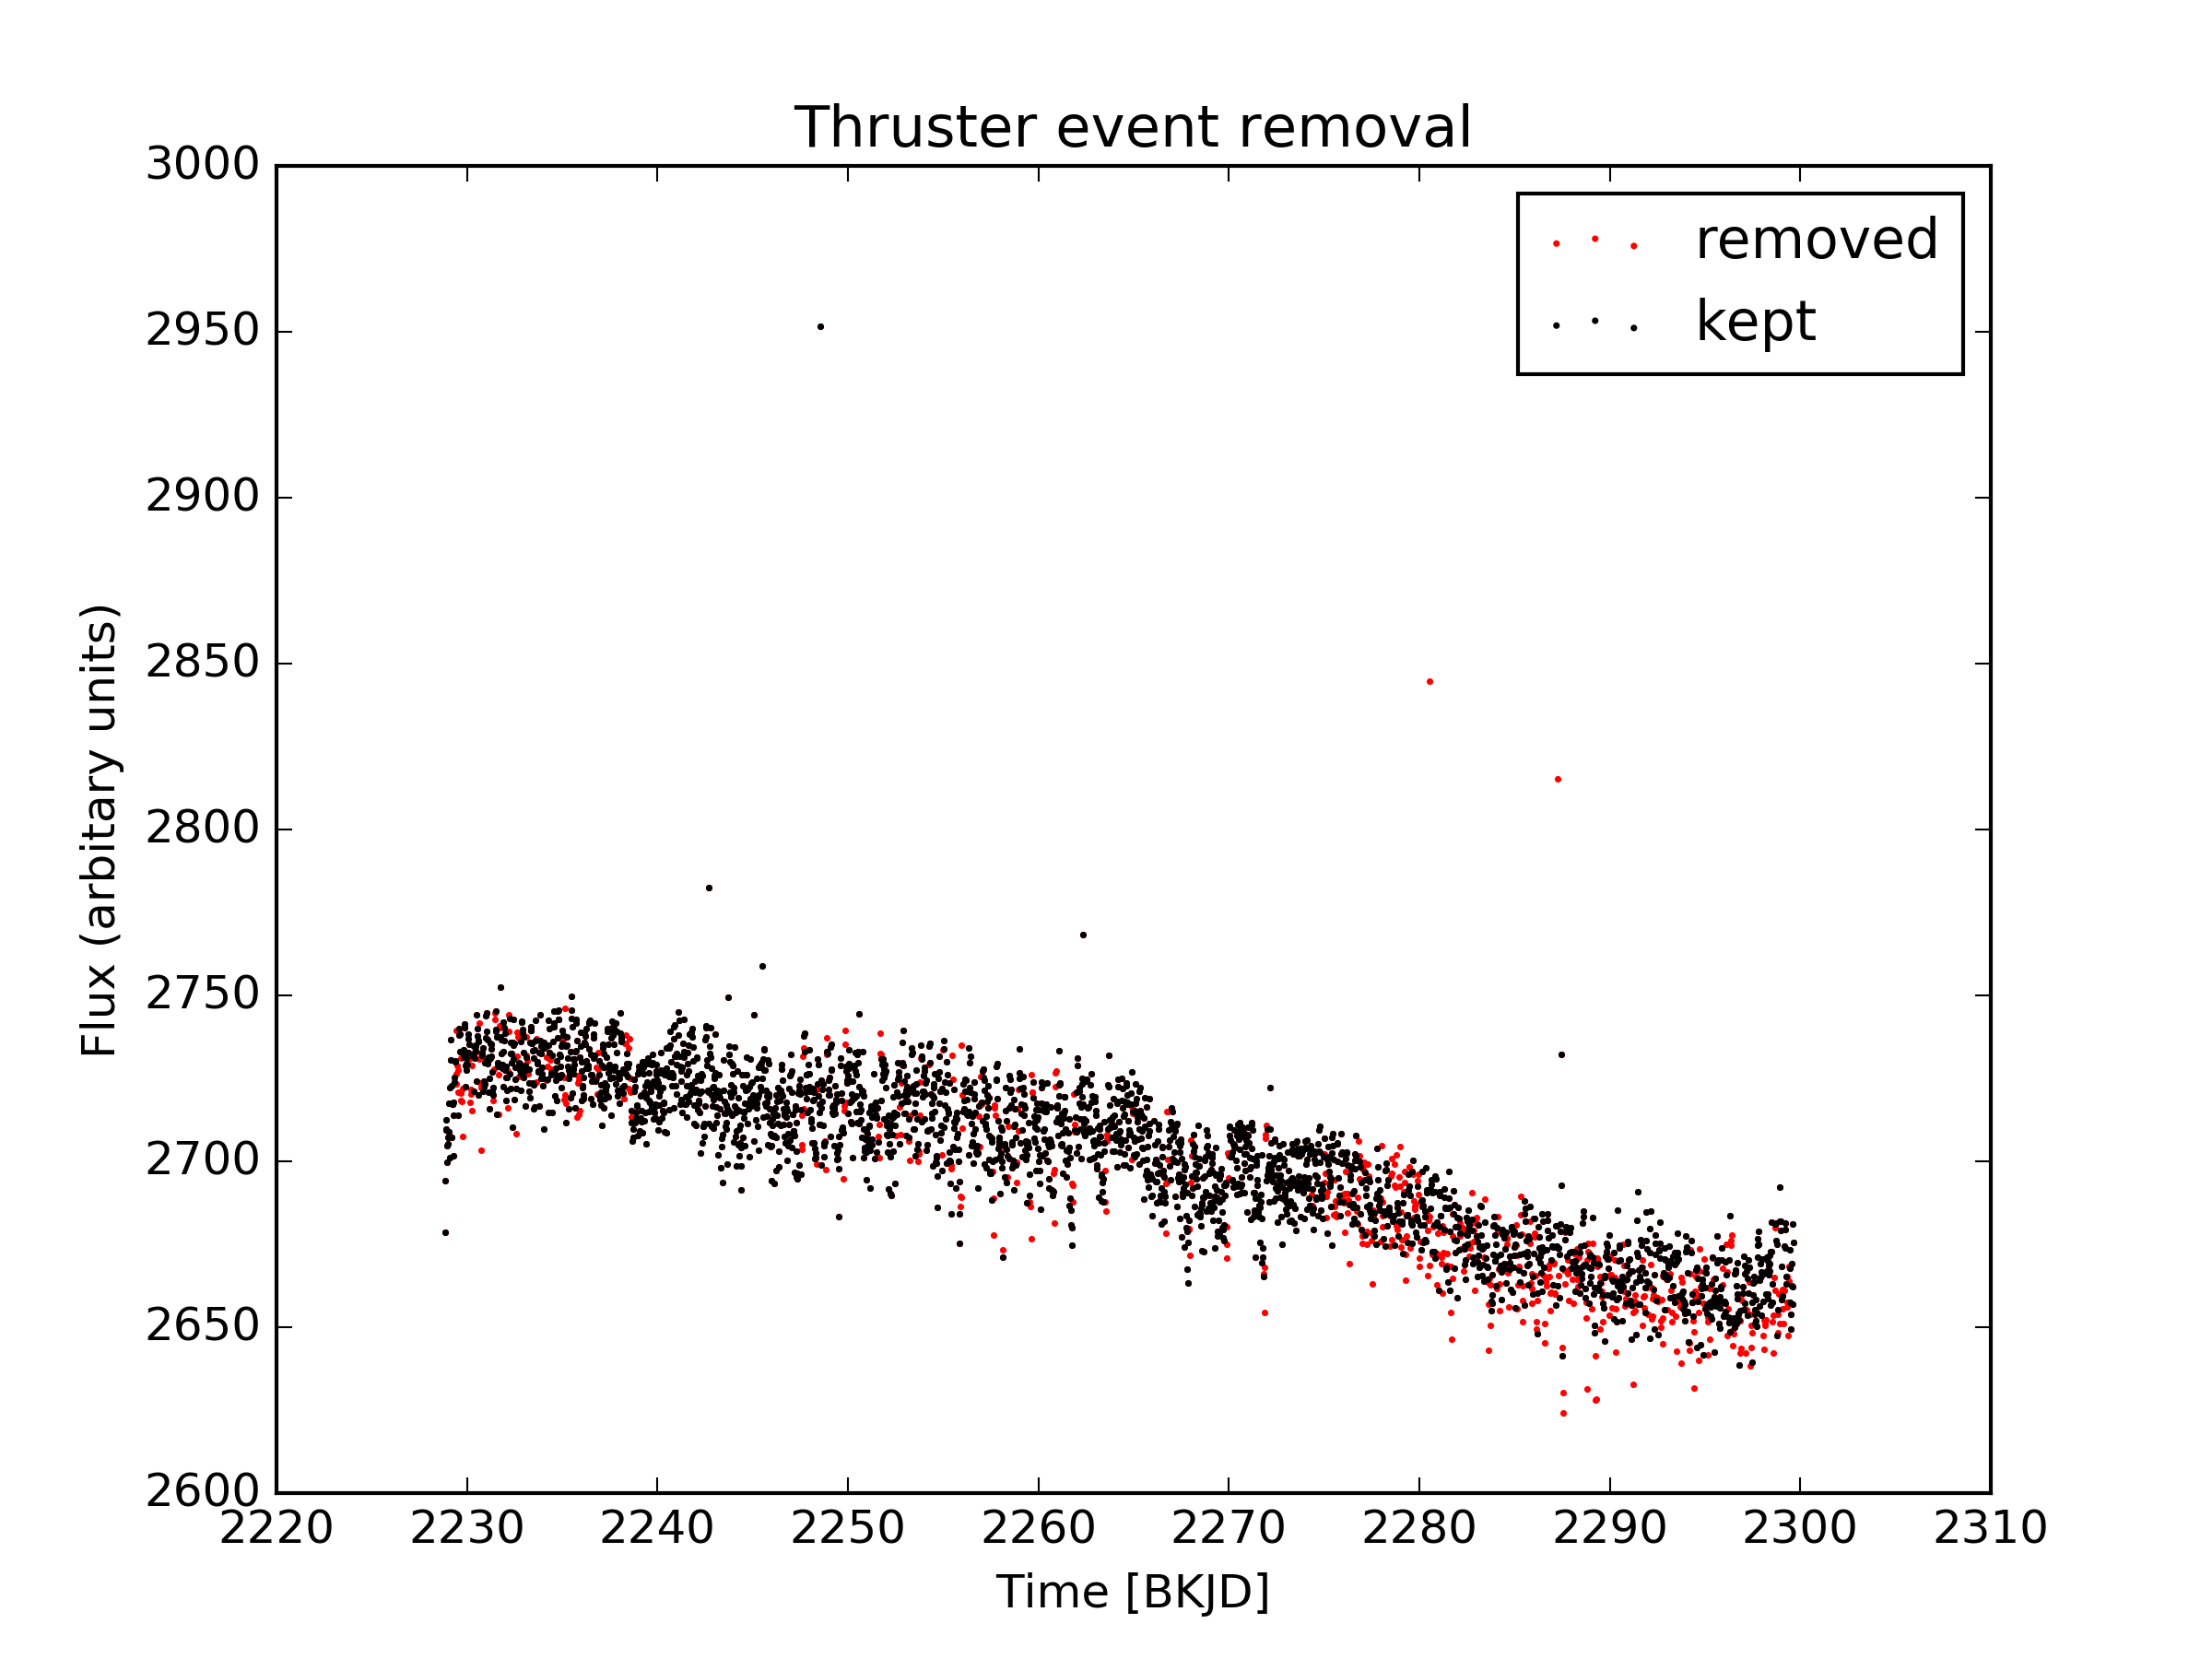 Thruster event removal
3000
2950
2900
2850
2800
2750
2700
2650
2600
Flux (arbitary units)
removed
kept
2220 2230 2240 2250 2260 2270 2280 2290 2300 2310
Time [BKJD]